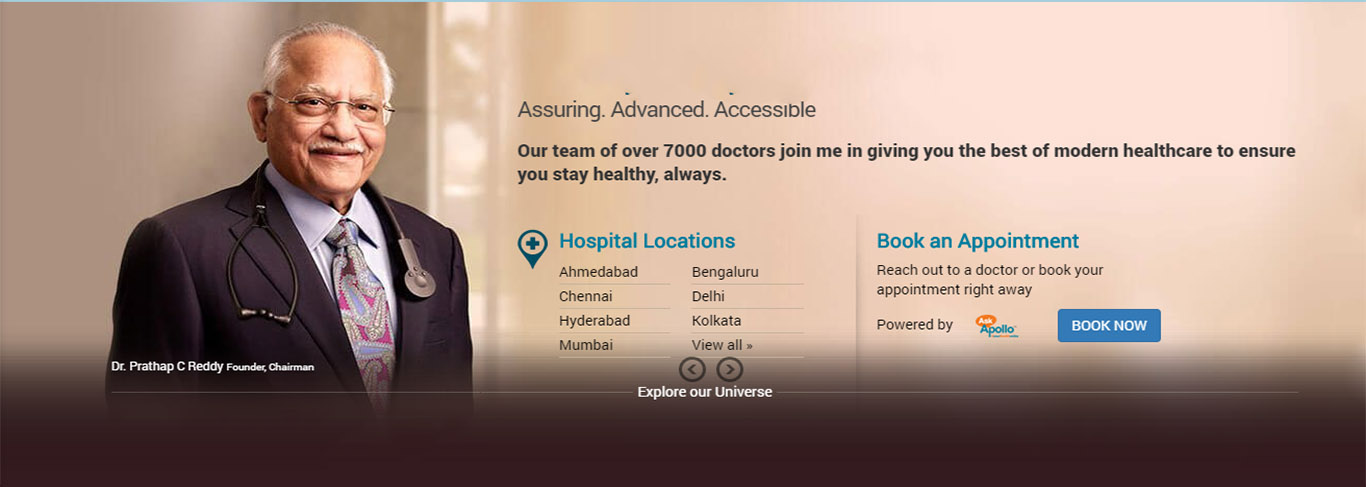 Assuring. Advanced. Accessible
Our team of over 7000 doctors join me in giving you the best of modern healthcare to ensure
you stay healthy, always.
Hospital Locations
Ahmedabad
Bengaluru
Chennai
Delhi
Hyderabad
Kolkata
Mumbai
View all »
Book an Appointment
Reach out to a doctor or book your
appointment right away
Powered by
Ask
Apollo
BOOK NOW
Dr. Prathap C Reddy Founder, Chairman
Explore our Universe